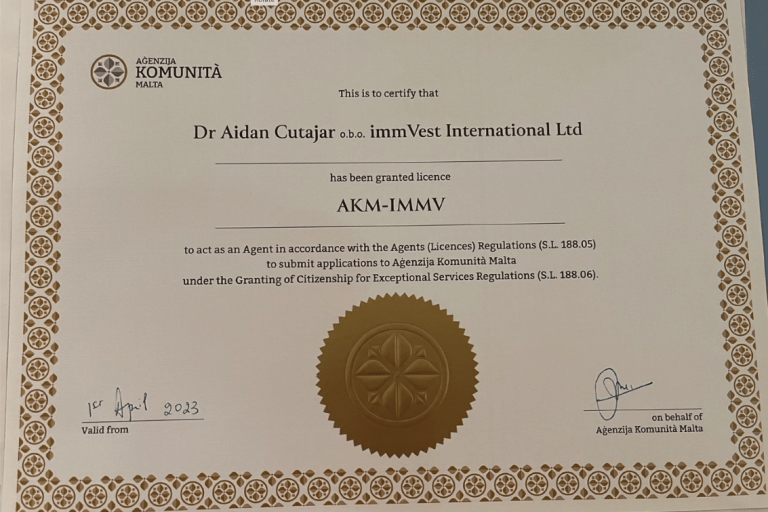 AĠENZIJA
KOMUNITÀ
MALTA
This is to certify that
Dr Aidan Cutajar o.b.o. immVest International Ltd
has been granted licence
AKM-IMMV
to act as an Agent in accordance with the Agents (Licences) Regulations (S.L. 188.05)
to submit applications to Aġenzija Komunità Malta
under the Granting of Citizenship for Exceptional Services Regulations (S.L. 188.06).
1st April 2023
Valid from
on behalf of
Aġenzija Komunità Malta